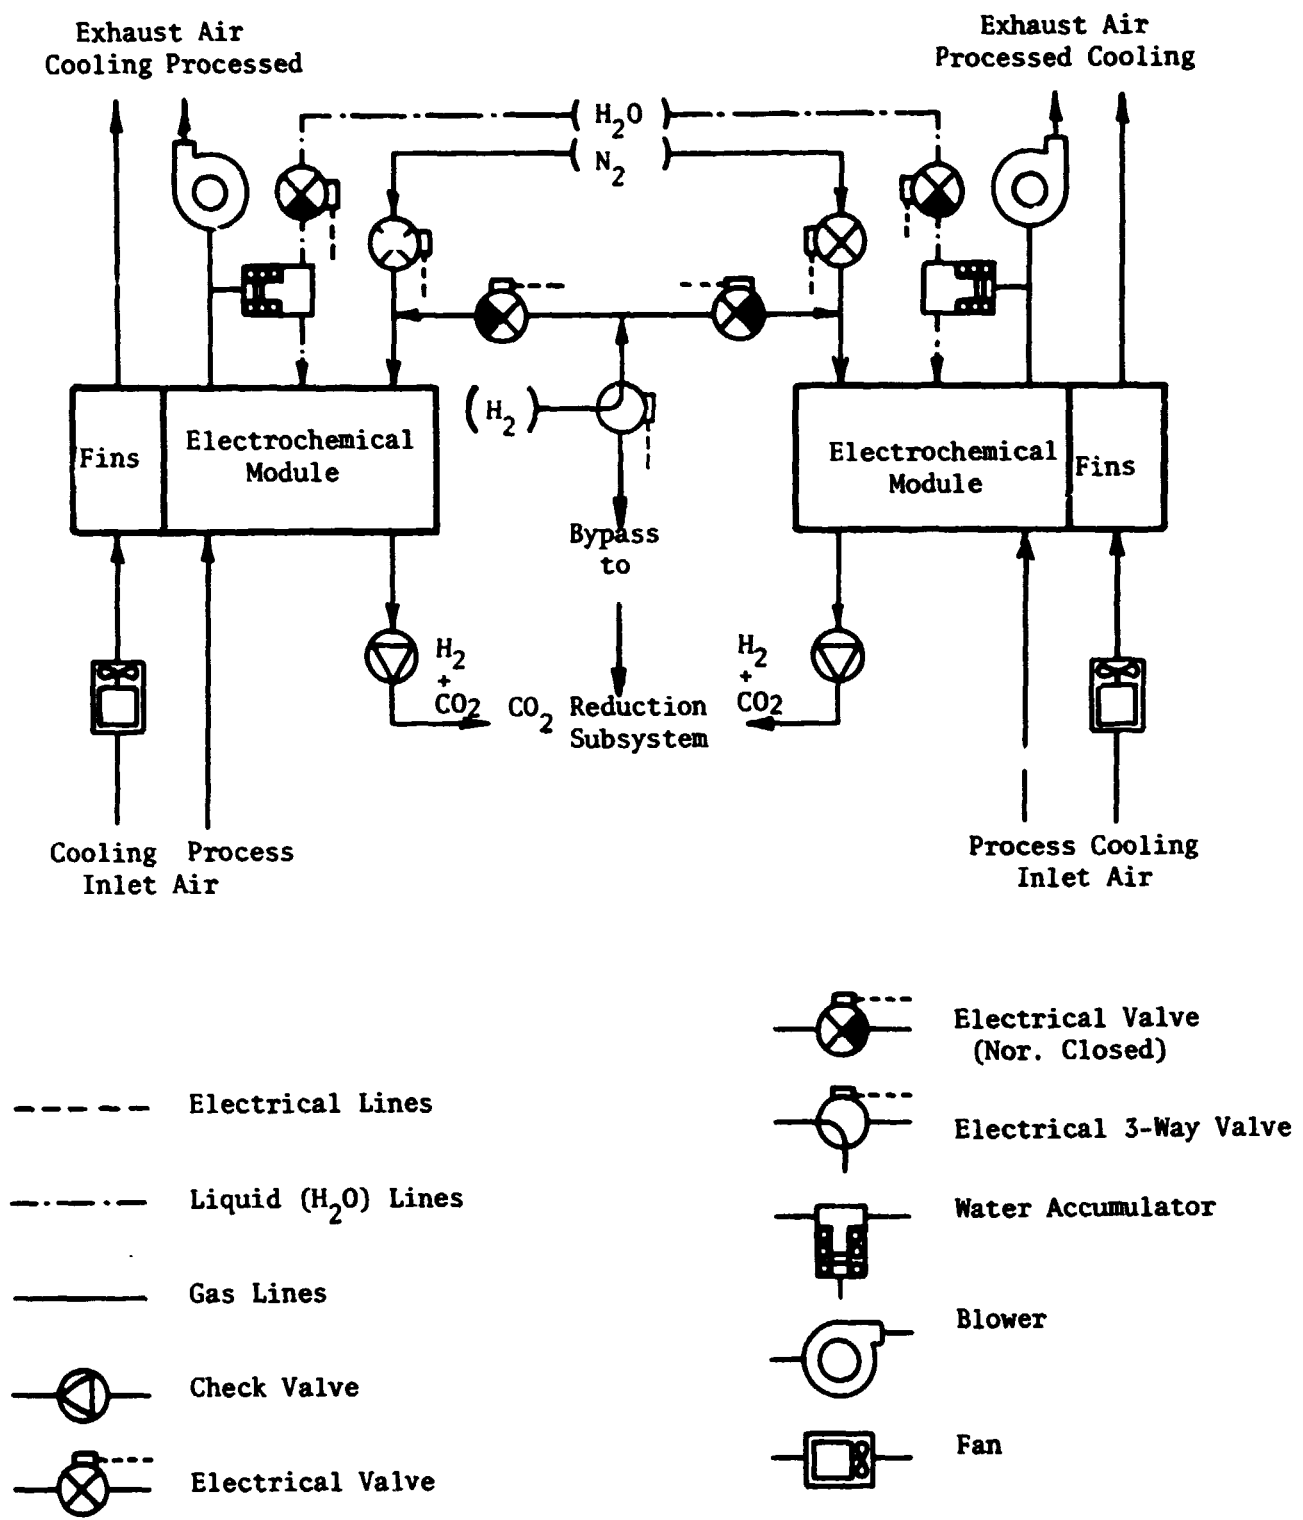 Exhaust Air
Cooling Processed
Exhaust Air
Processed Cooling
( H2O )
( N2 )
(H2)
Fins
Electrochemical
Module
Electrochemical
Module
Fins
Bypass
to
H2
+
CO2
CO2 Reduction
Subsystem
H2
+
CO2
Cooling Process
Inlet Air
Process Cooling
Inlet Air
Electrical Lines
Liquid (H2O) Lines
Gas Lines
Check Valve
Electrical Valve
Electrical Valve
(Nor. Closed)
Electrical 3-Way Valve
Water Accumulator
Blower
Fan